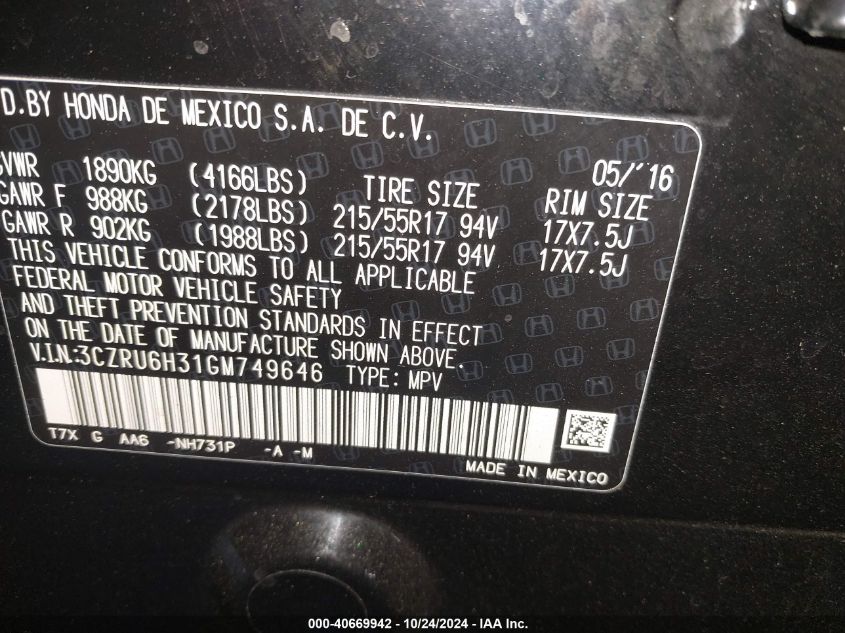 D.BY HONDA DE MEXICO S.A. DE C.V.
GVWR 1890KG (4166LBS) TIRE SIZE 05/'16 RIM SIZE
GAWR F 988KG (2178LBS) 215/55R17 94V 17X7.5J
GAWR R 902KG (1988LBS) 215/55R17 94V 17X7.5J
THIS VEHICLE CONFORMS TO ALL APPLICABLE
FEDERAL MOTOR VEHICLE SAFETY
AND THEFT PREVENTION STANDARDS IN EFFECT
ON THE DATE OF MANUFACTURE SHOWN ABOVE.
V.I.N:3CZRU6H31GM749646 TYPE: MPV
T7X G AA6 -NH731P -A -M
MADE IN MEXICO
000-40669942 - 10/24/2024 - IAA Inc.